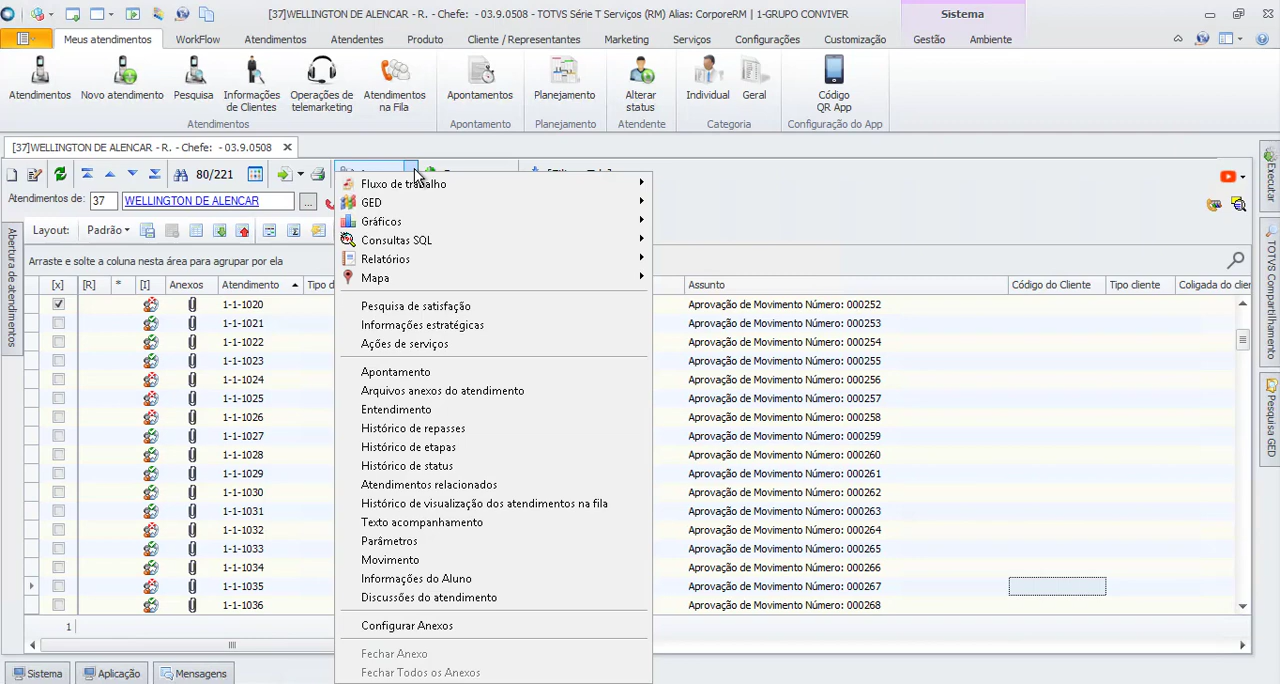 [37]WELLINGTON DE ALENCAR - R. - Chefe: - 03.9.0508 - TOTVS Série T Serviços (RM) Alias: CorporeRM | 1-GRUPO CONVIVER
Sistema
Meus atendimentos WorkFlow Atendimentos Atendentes Produto Cliente / Representantes Marketing Serviços Configurações Customização Gestão Ambiente
Atendimentos Novo atendimento Pesquisa Informações de Clientes Operações de telemarketing Atendimentos na Fila Apontamentos Planejamento Alterar status Individual Geral Código QR App
Atendimentos Apontamento Planejamento Atendente Categoria Configuração do App
[37]WELLINGTON DE ALENCAR - R. - Chefe: - 03.9.0508
80/221
Atendimentos de: 37 WELLINGTON DE ALENCAR ...
Layout: Padrão
Arraste e solte a coluna nesta área para agrupar por ela
[x] [R] * [I] Anexos Atendimento Tipo d Assunto Código do Cliente Tipo cliente Coligada do clien
1-1-1020 Aprovação de Movimento Número: 000252
1-1-1021 Aprovação de Movimento Número: 000253
1-1-1022 Aprovação de Movimento Número: 000254
1-1-1023 Aprovação de Movimento Número: 000255
1-1-1024 Aprovação de Movimento Número: 000256
1-1-1025 Aprovação de Movimento Número: 000257
1-1-1026 Aprovação de Movimento Número: 000258
1-1-1027 Aprovação de Movimento Número: 000259
1-1-1028 Aprovação de Movimento Número: 000260
1-1-1029 Aprovação de Movimento Número: 000261
1-1-1030 Aprovação de Movimento Número: 000262
1-1-1031 Aprovação de Movimento Número: 000263
1-1-1032 Aprovação de Movimento Número: 000264
1-1-1033 Aprovação de Movimento Número: 000265
1-1-1034 Aprovação de Movimento Número: 000266
1-1-1035 Aprovação de Movimento Número: 000267
1-1-1036 Aprovação de Movimento Número: 000268
1
Fluxo de trabalho
GED
Gráficos
Consultas SQL
Relatórios
Mapa
Pesquisa de satisfação
Informações estratégicas
Ações de serviços
Apontamento
Arquivos anexos do atendimento
Entendimento
Histórico de repasses
Histórico de etapas
Histórico de status
Atendimentos relacionados
Histórico de visualização dos atendimentos na fila
Texto acompanhamento
Parâmetros
Movimento
Informações do Aluno
Discussões do atendimento
Configurar Anexos
Fechar Anexo
Fechar Todos os Anexos
Abertura de atendimentos
Executar
TOTVS Compartilhamento
Pesquisa GED
Sistema Aplicação Mensagens